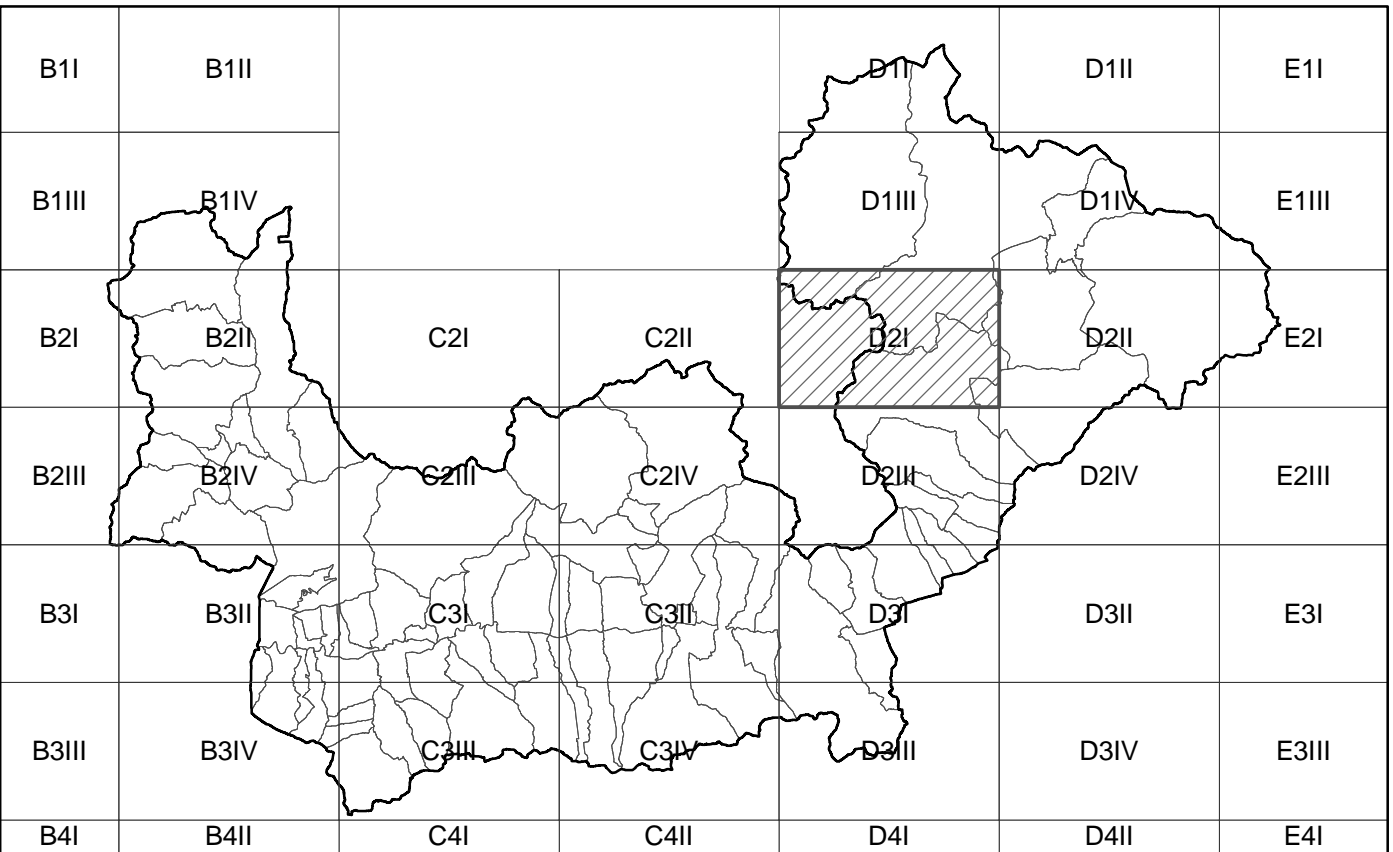 B1I B1II D1I D1II E1I
B1III B1IV D1III D1IV E1III
B2I B2II C2I C2II D2I D2II E2I
B2III B2IV C2III C2IV D2III D2IV E2III
B3I B3II C3I C3II D3I D3II E3I
B3III B3IV C3III C3IV D3III D3IV E3III
B4I B4II C4I C4II D4I D4II E4I